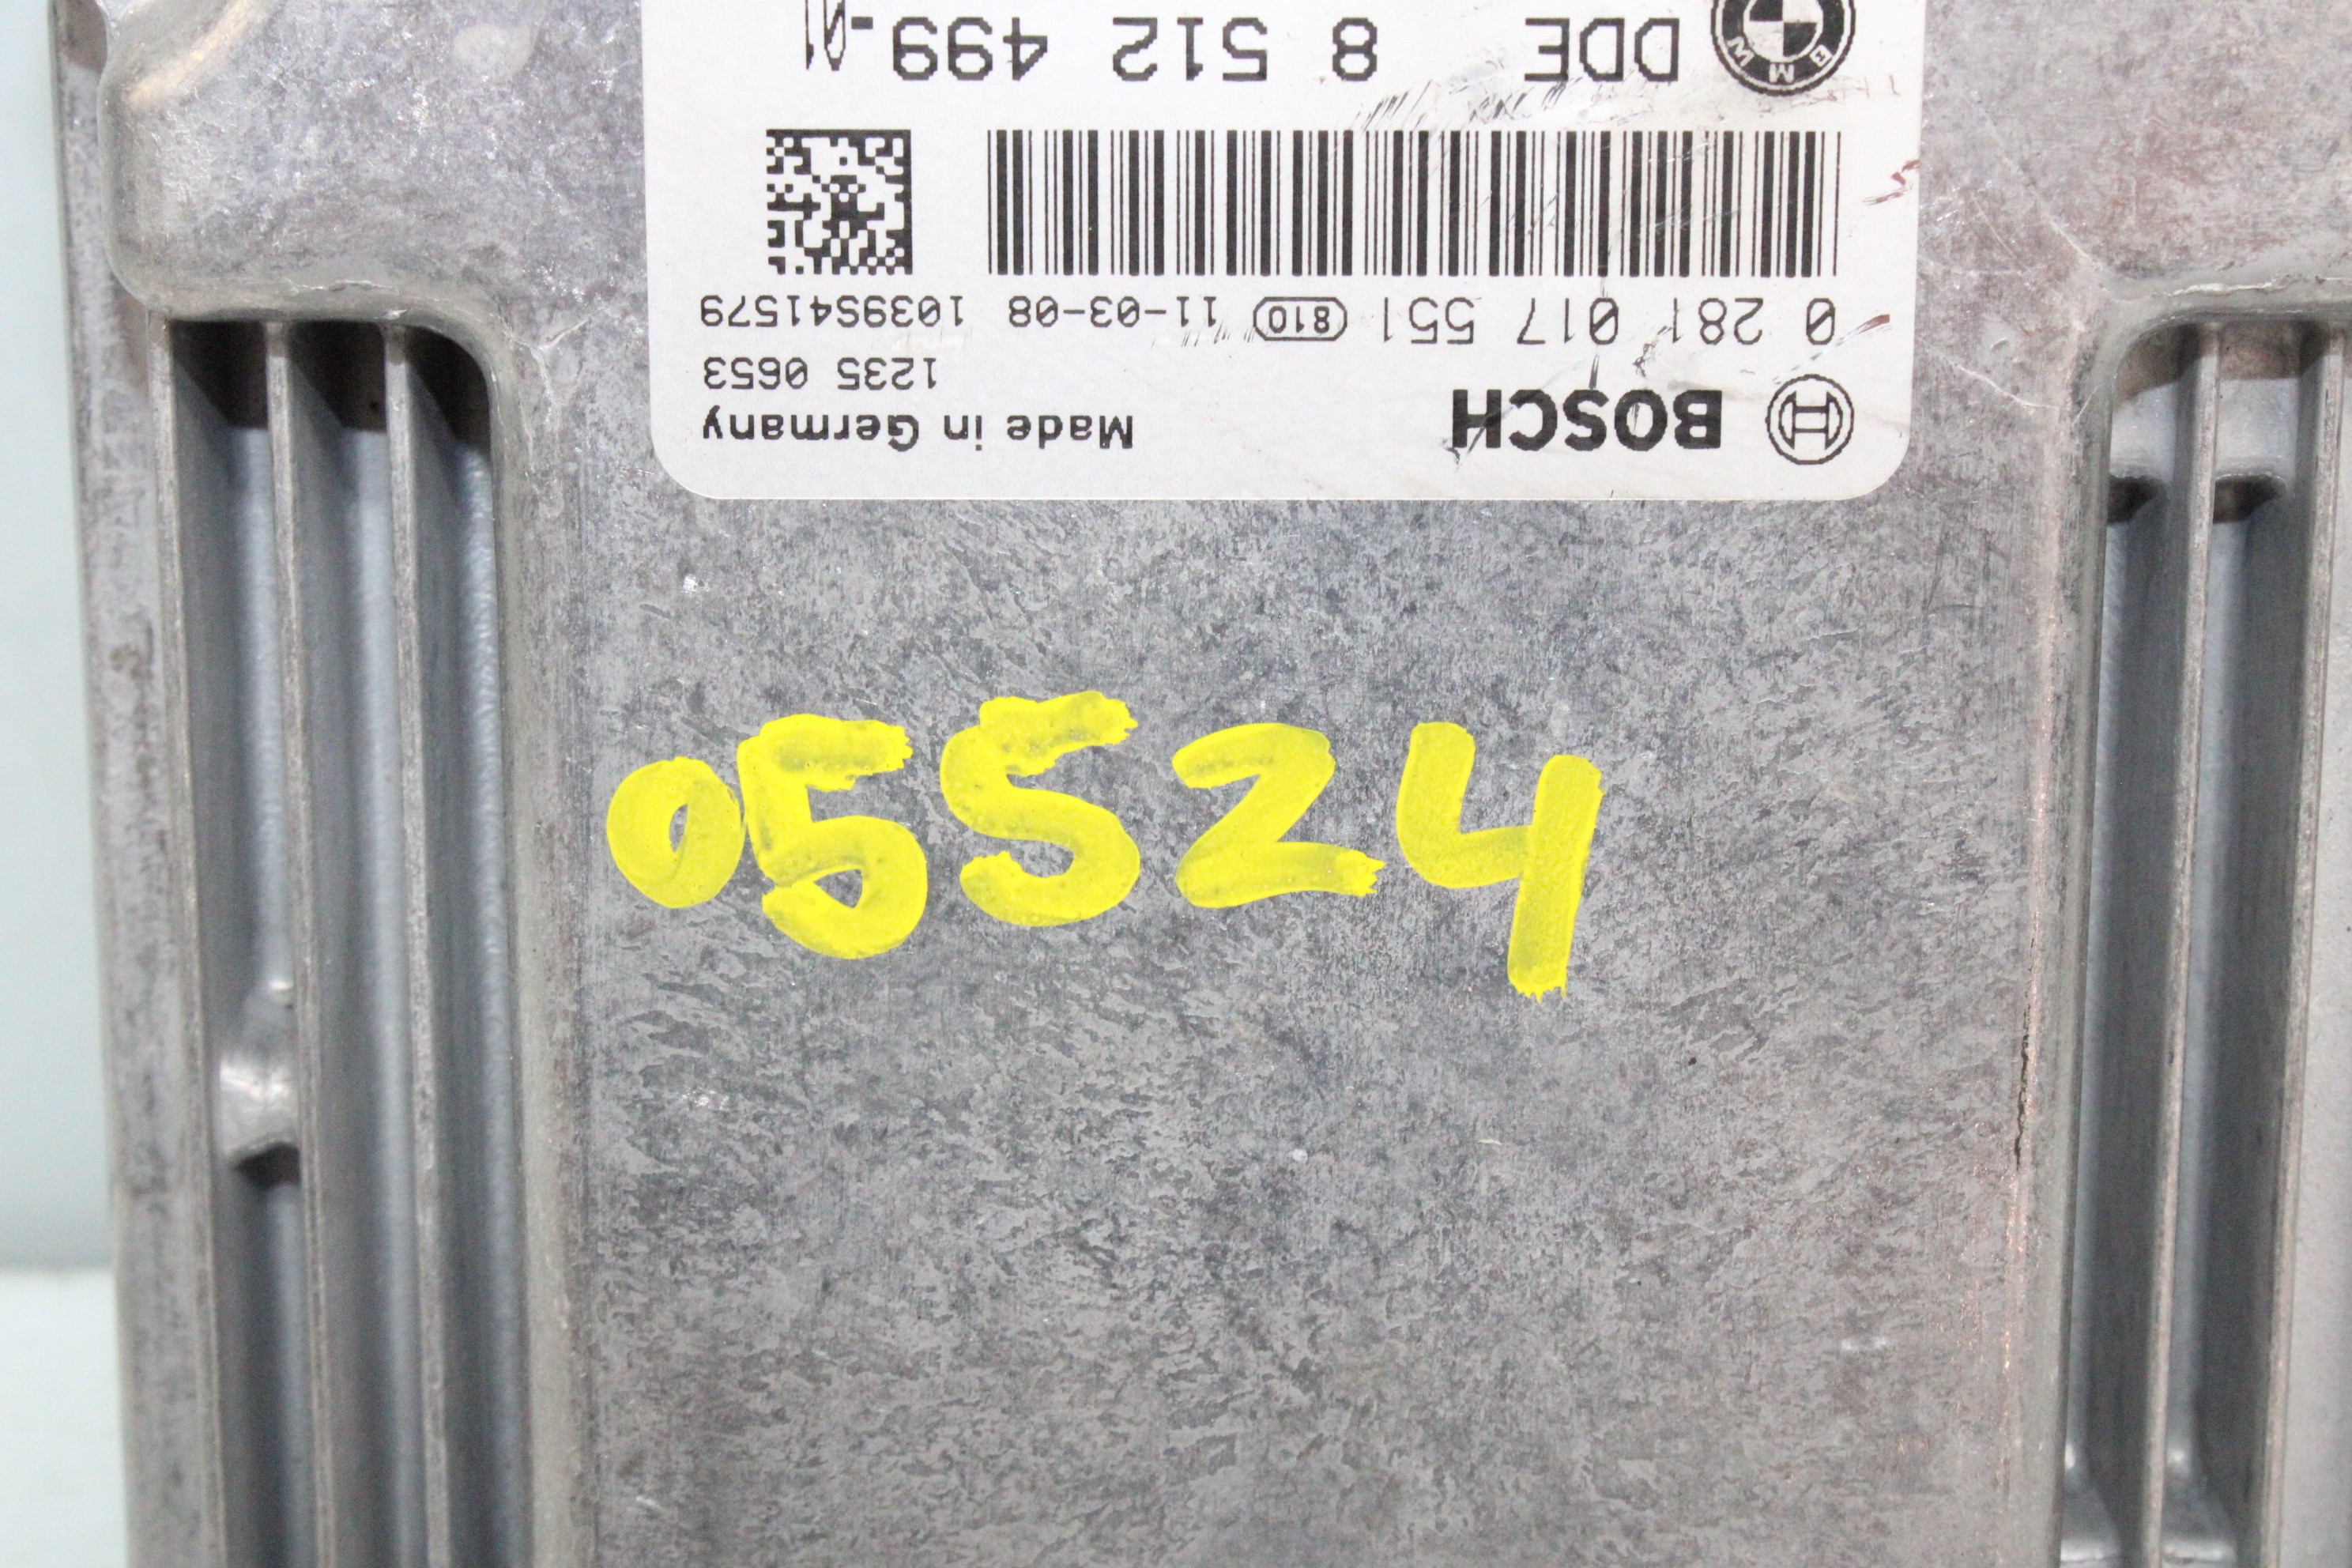 BOSCH Made in Germany
1235 0653
0 281 017 551 810 11-03-08 1039S41579
BMW DDE 8 512 499-01
05524